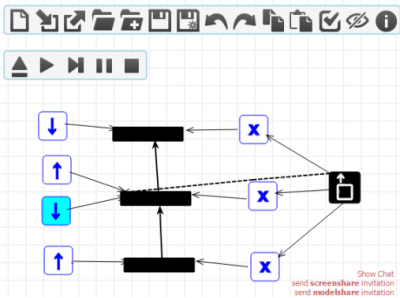 x
x
x
Show Chat
send screenshare invitation
send modelshare invitation